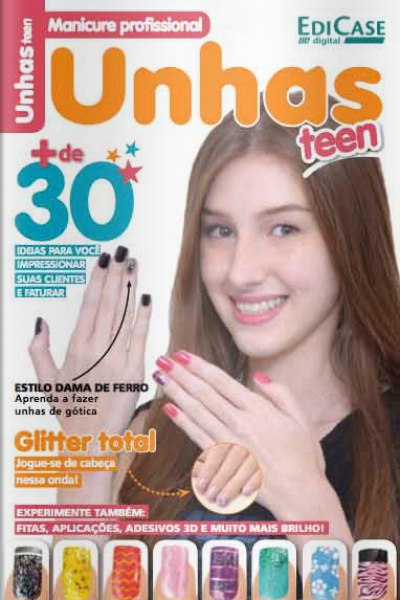 Unhas teen
Manicure profissional
EDICASE
digital
Unhas
teen
+de
30
IDEIAS PARA VOCÊ
IMPRESSIONAR
SUAS CLIENTES
E FATURAR
ESTILO DAMA DE FERRO
Aprenda a fazer
unhas de gótica
Glitter total
Jogue-se de cabeça
nessa onda!
EXPERIMENTE TAMBÉM:
FITAS, APLICAÇÕES, ADESIVOS 3D E MUITO MAIS BRILHO!